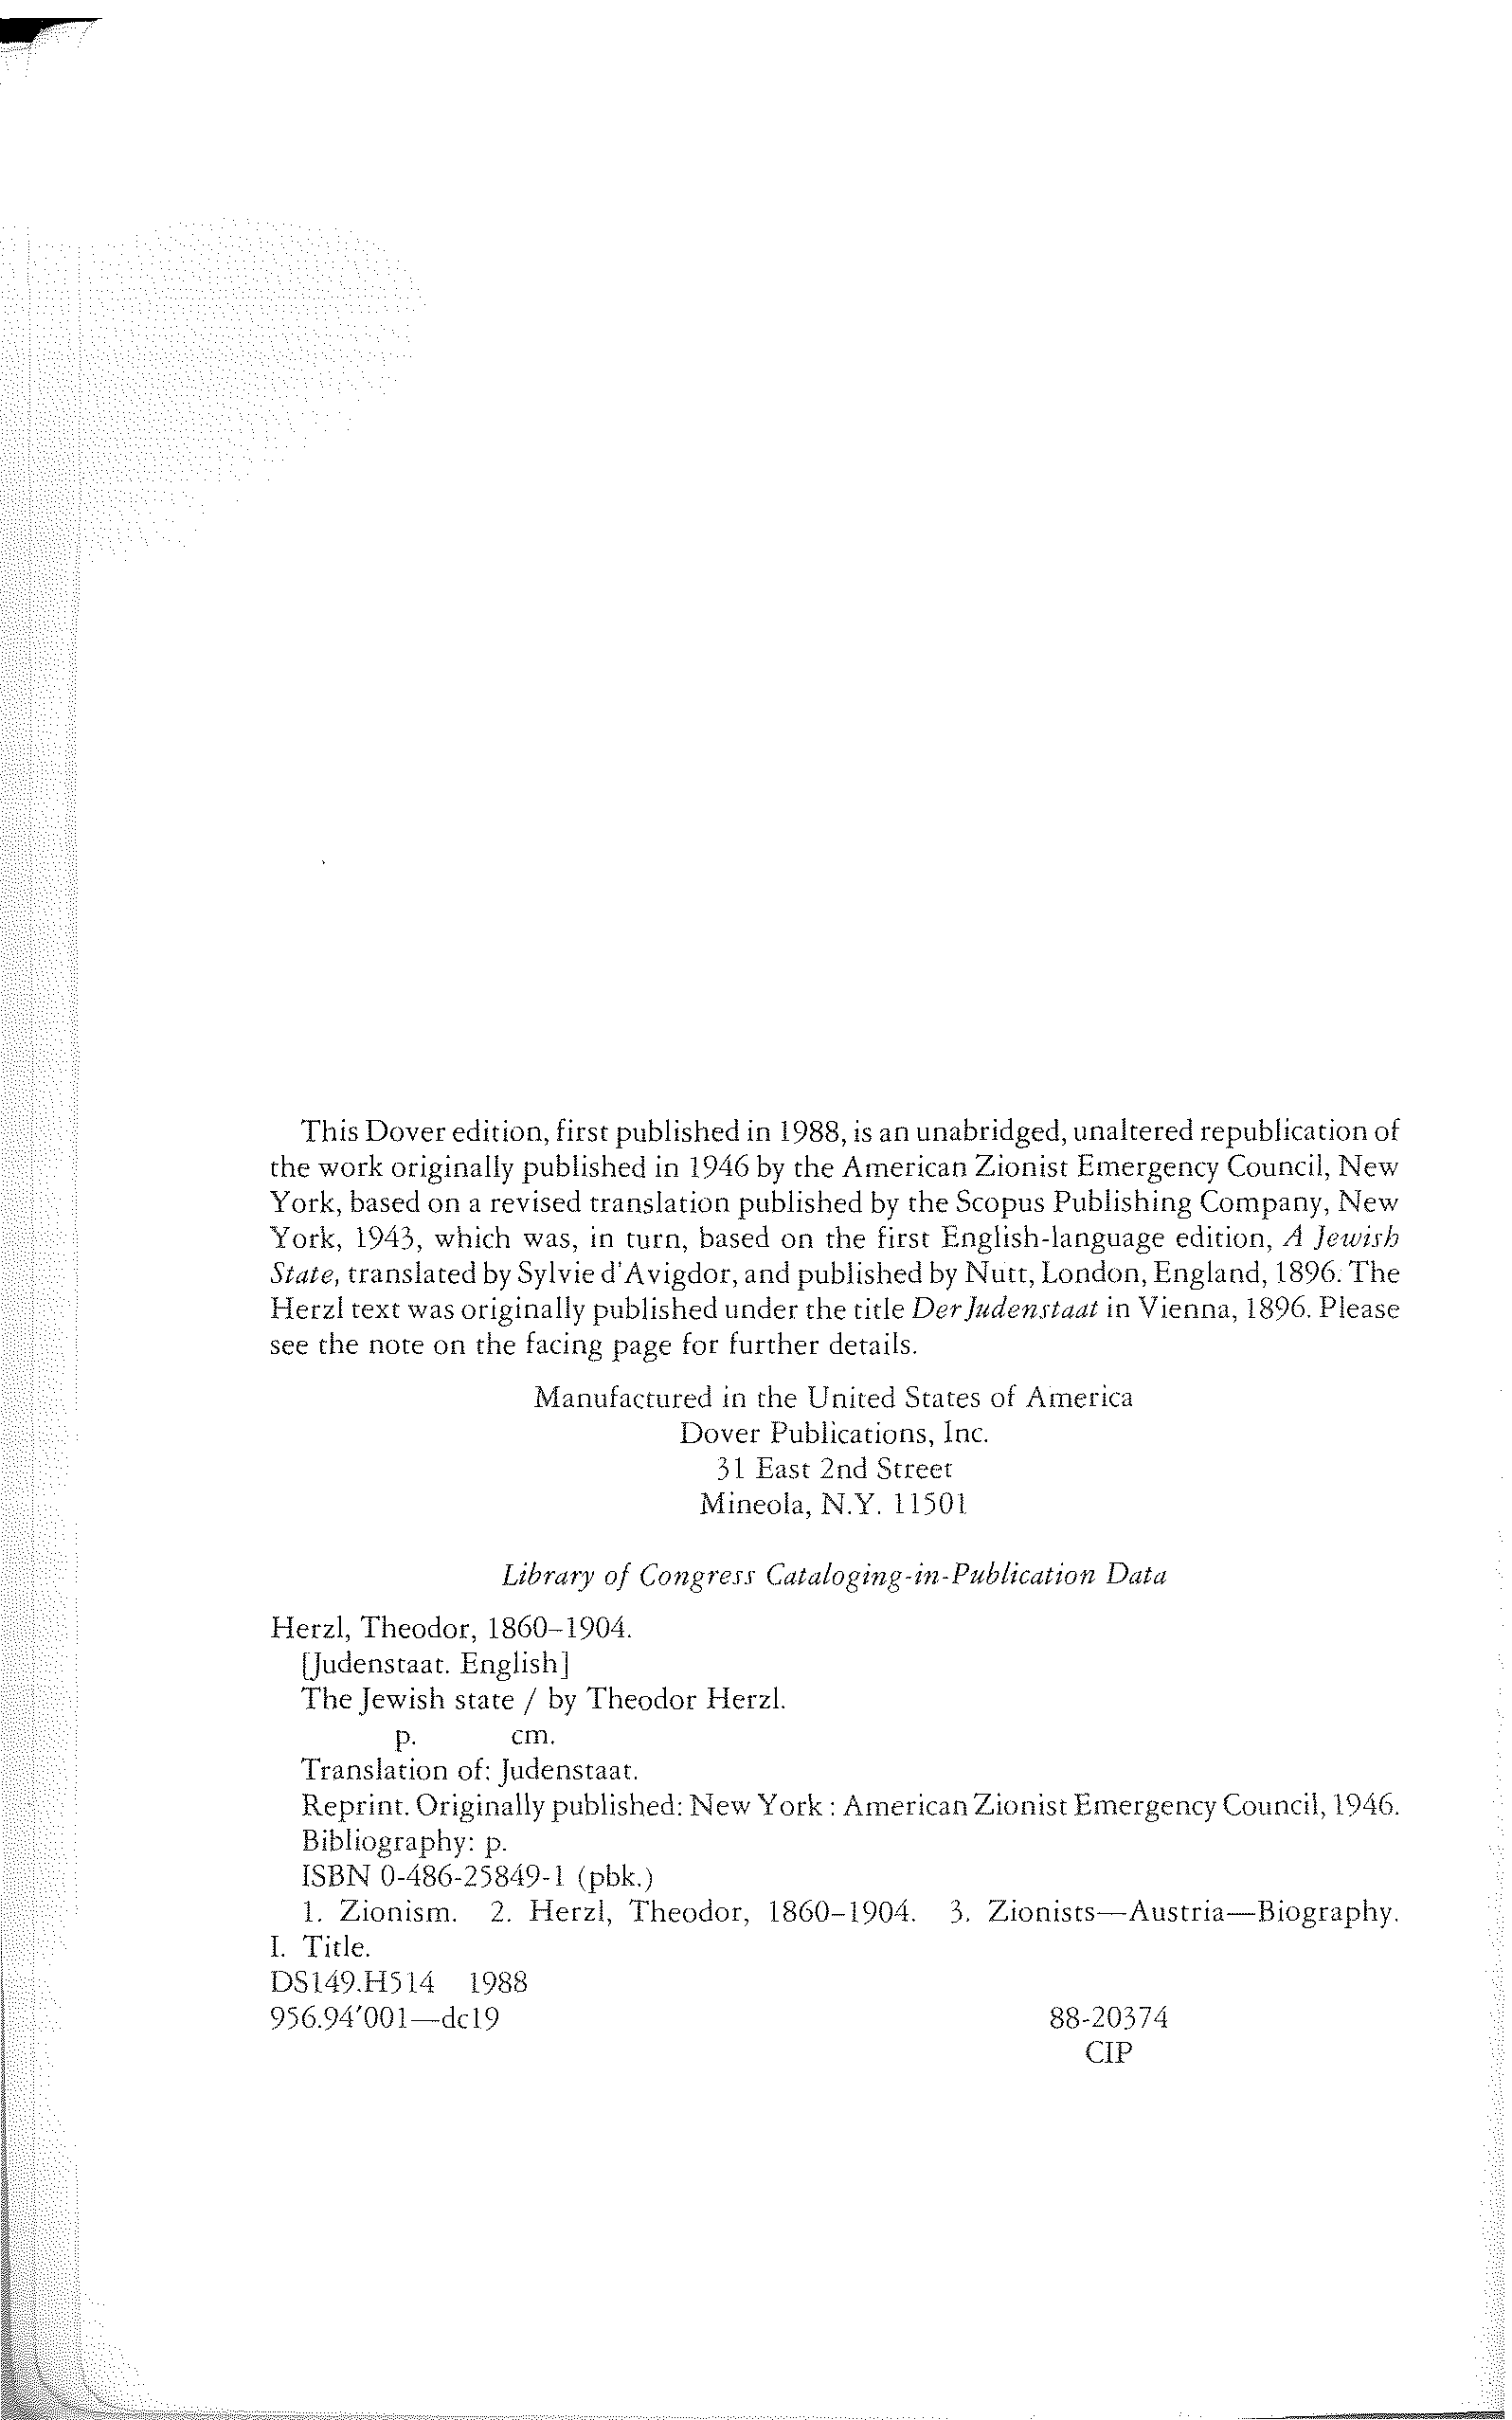 This Dover edition, first published in 1988, is an unabridged, unaltered republication of
the work originally published in 1946 by the American Zionist Emergency Council, New
York, based on a revised translation published by the Scopus Publishing Company, New
York, 1943, which was, in turn, based on the first English-language edition, A Jewish
State, translated by Sylvie d'Avigdor, and published by Nutt, London, England, 1896. The
Herzl text was originally published under the title Der Judenstaat in Vienna, 1896. Please
see the note on the facing page for further details.
Manufactured in the United States of America
Dover Publications, Inc.
31 East 2nd Street
Mineola, N.Y. 11501
Library of Congress Cataloging-in-Publication Data
Herzl, Theodor, 1860–1904.
[Judenstaat. English]
The Jewish state / by Theodor Herzl.
p. cm.
Translation of: Judenstaat.
Reprint. Originally published: New York : American Zionist Emergency Council, 1946.
Bibliography: p.
ISBN 0-486-25849-1 (pbk.)
1. Zionism. 2. Herzl, Theodor, 1860–1904. 3. Zionists—Austria—Biography.
I. Title.
DS149.H514 1988
956.94′001—dc19 88-20374
CIP